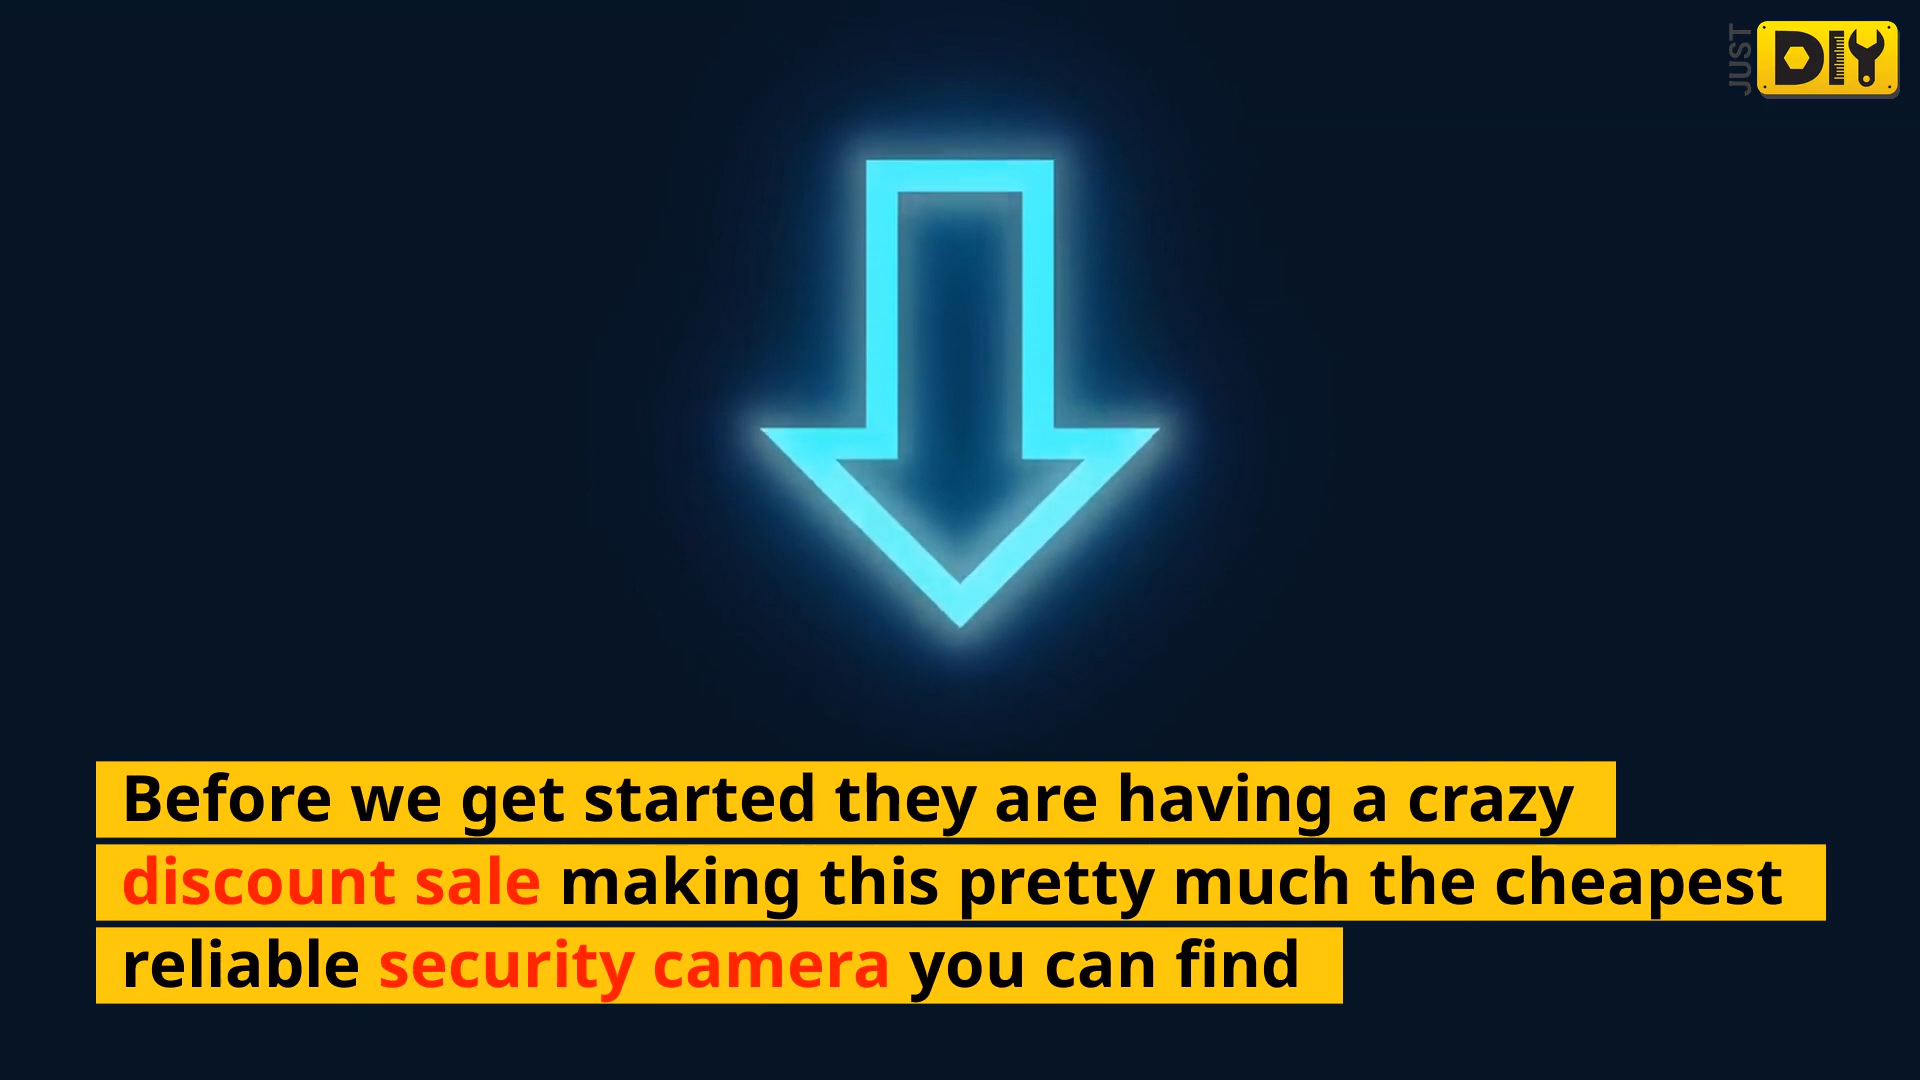 JUST DIY
Before we get started they are having a crazy
discount sale making this pretty much the cheapest
reliable security camera you can find